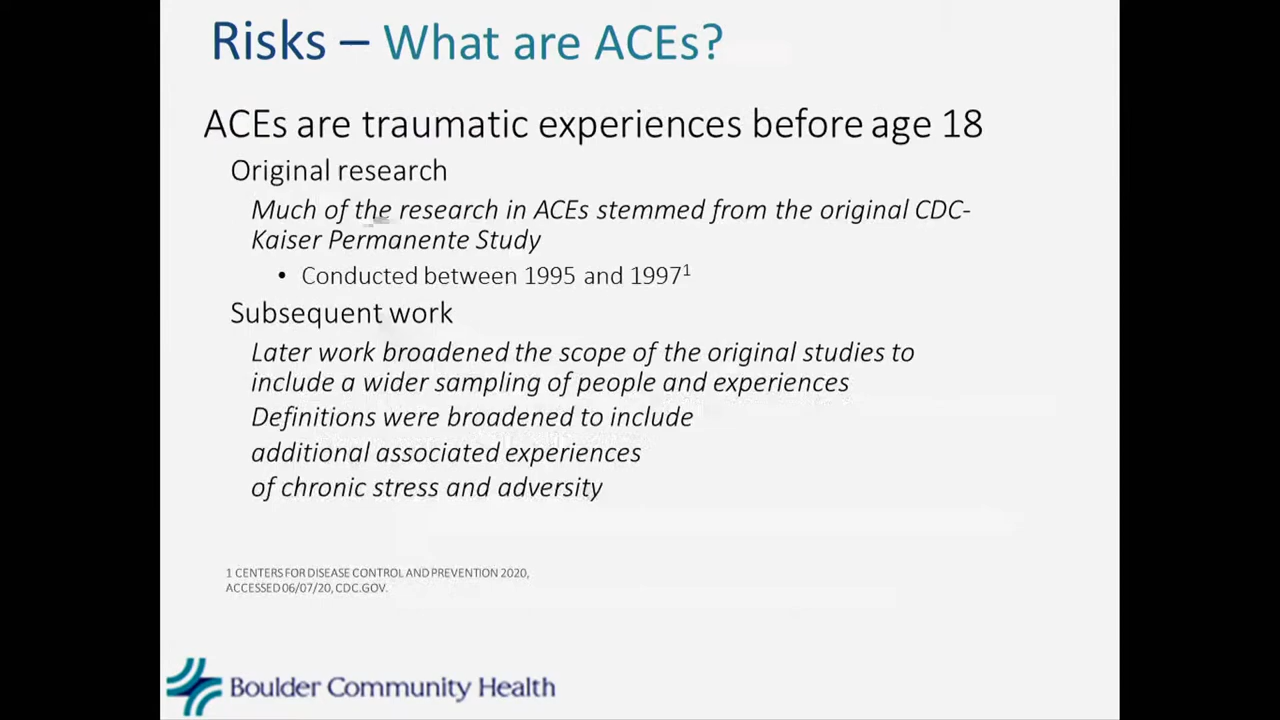 Risks – What are ACEs?
ACEs are traumatic experiences before age 18
Original research
Much of the research in ACEs stemmed from the original CDC-
Kaiser Permanente Study
• Conducted between 1995 and 1997¹
Subsequent work
Later work broadened the scope of the original studies to
include a wider sampling of people and experiences
Definitions were broadened to include
additional associated experiences
of chronic stress and adversity
1 CENTERS FOR DISEASE CONTROL AND PREVENTION 2020,
ACCESSED 06/07/20, CDC.GOV.
Boulder Community Health